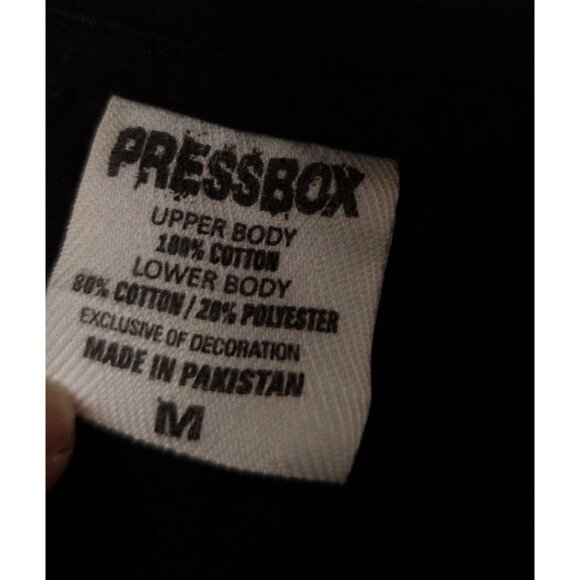 PRESSBOX
UPPER BODY
100% COTTON
LOWER BODY
80% COTTON / 20% POLYESTER
EXCLUSIVE OF DECORATION
MADE IN PAKISTAN
M